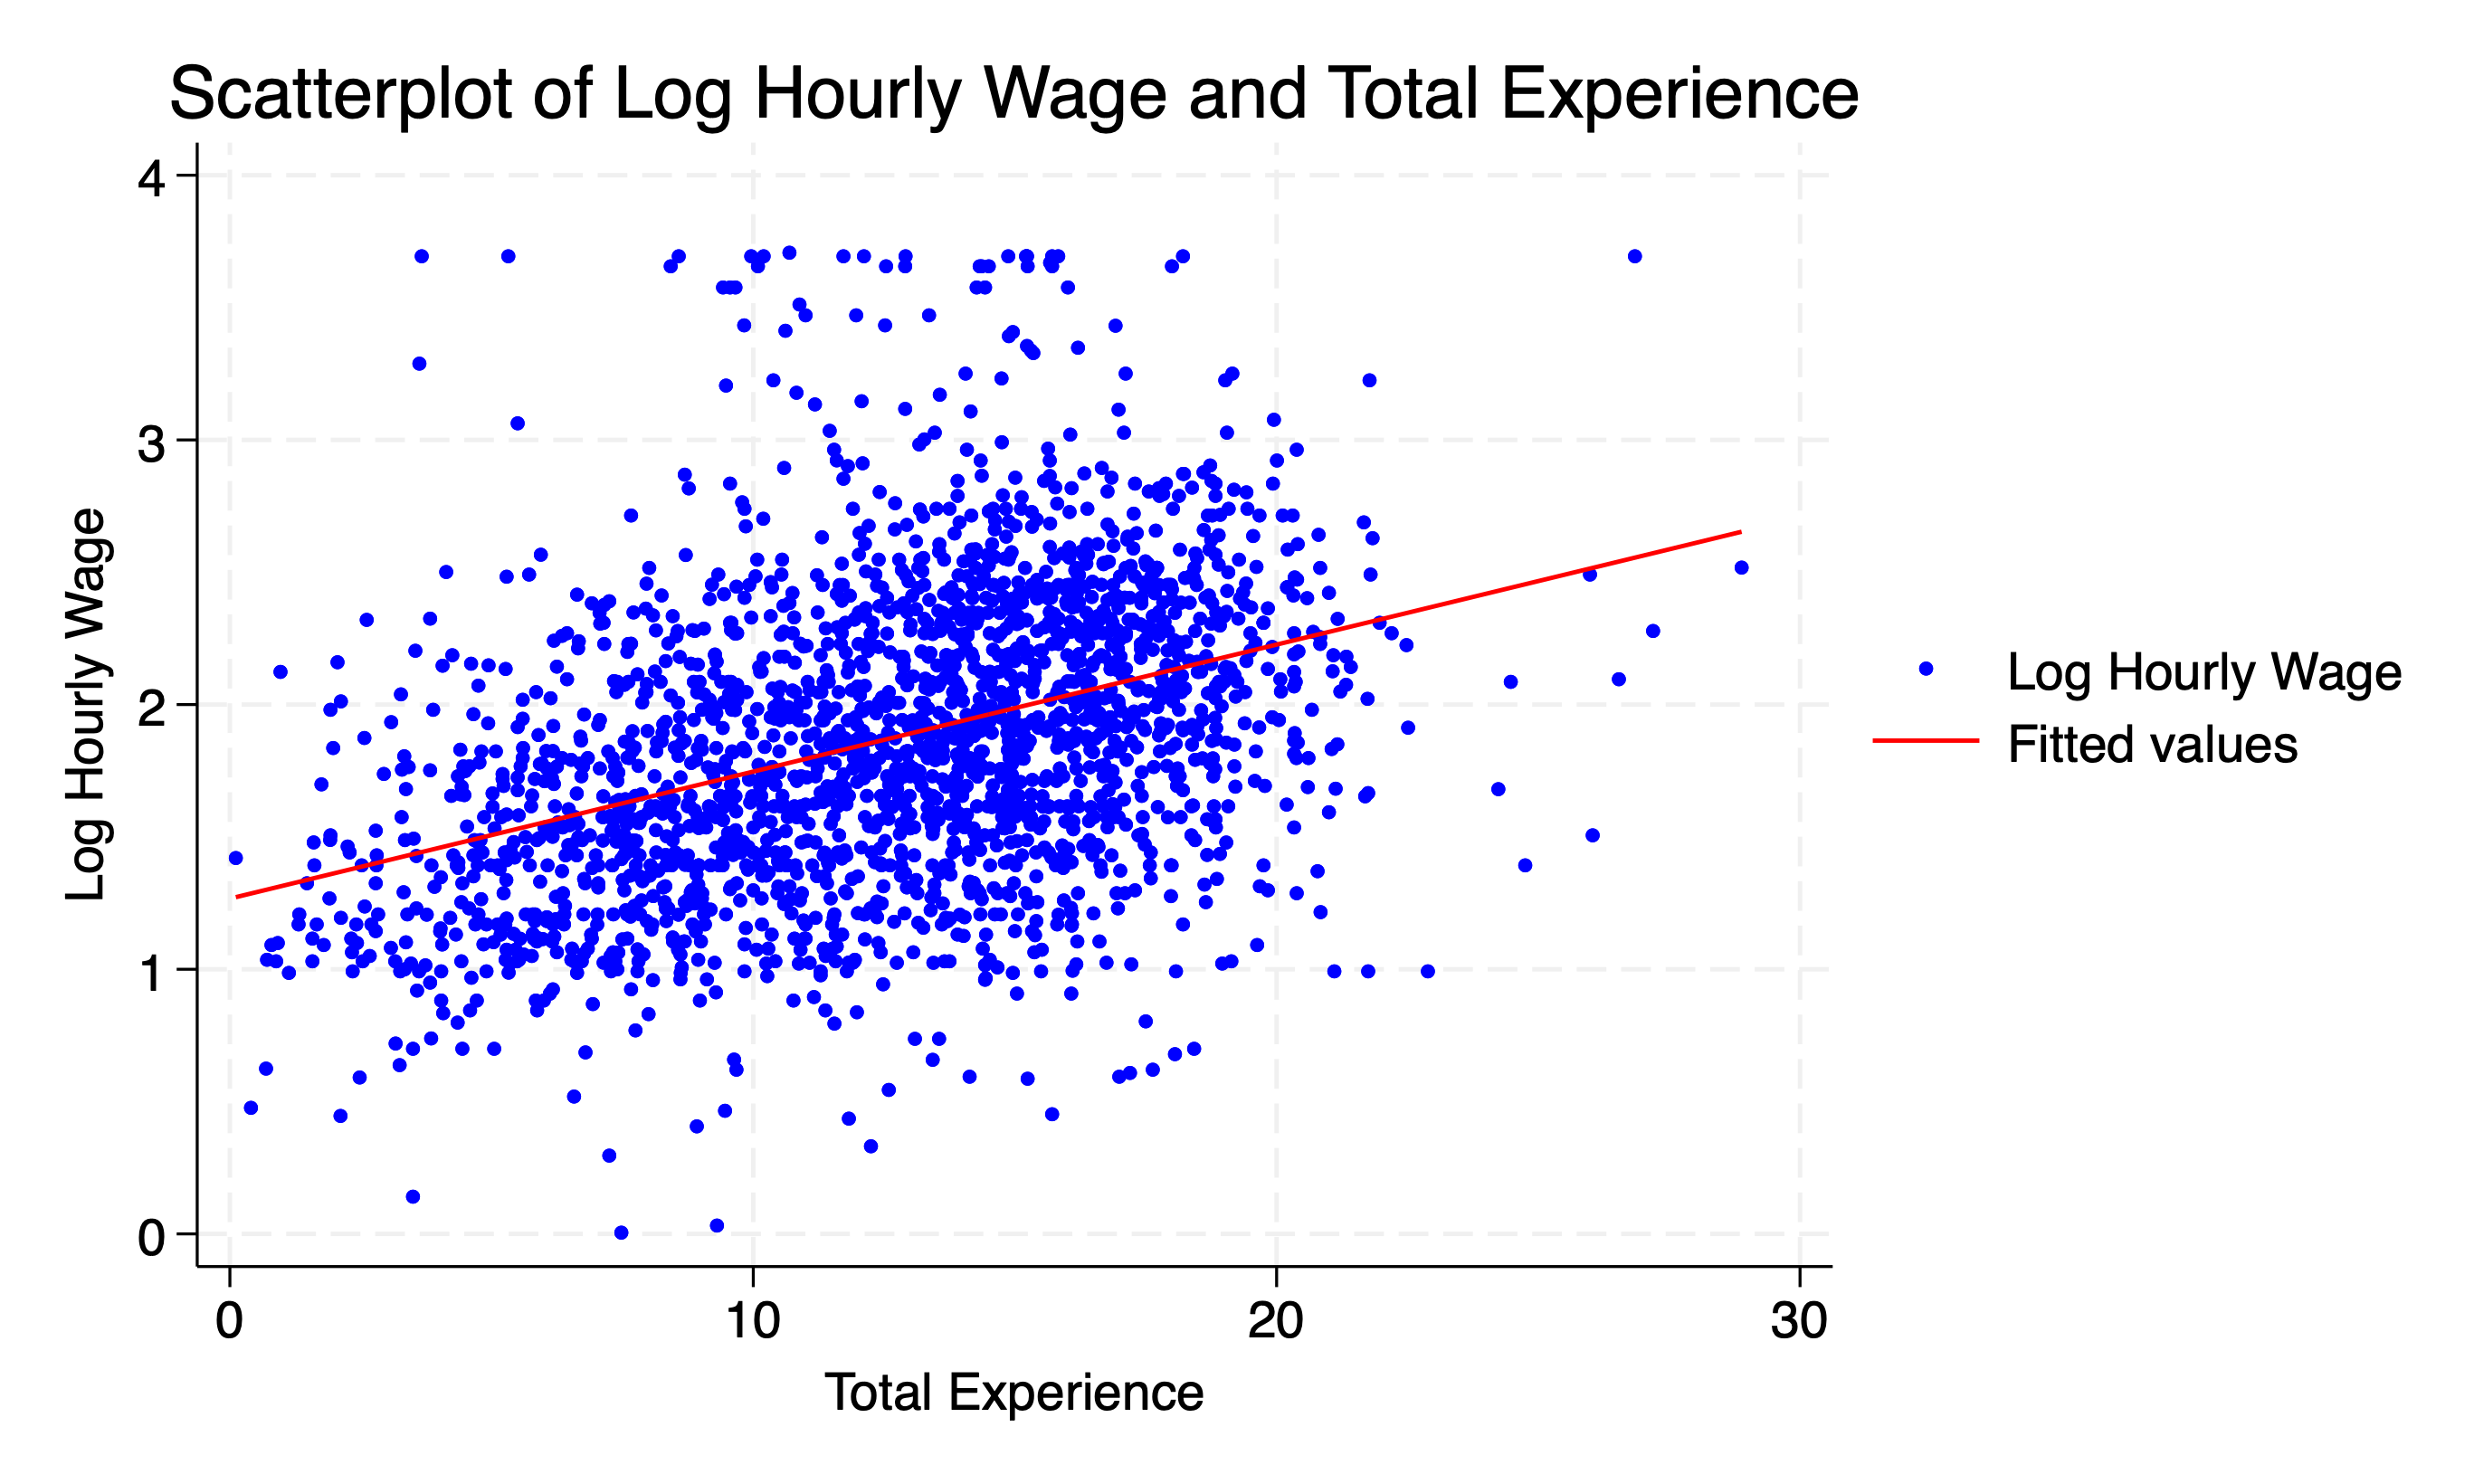 Scatterplot of Log Hourly Wage and Total Experience
4
3
2
1
0
Log Hourly Wage
0 10 20 30
Total Experience
Log Hourly Wage
Fitted values